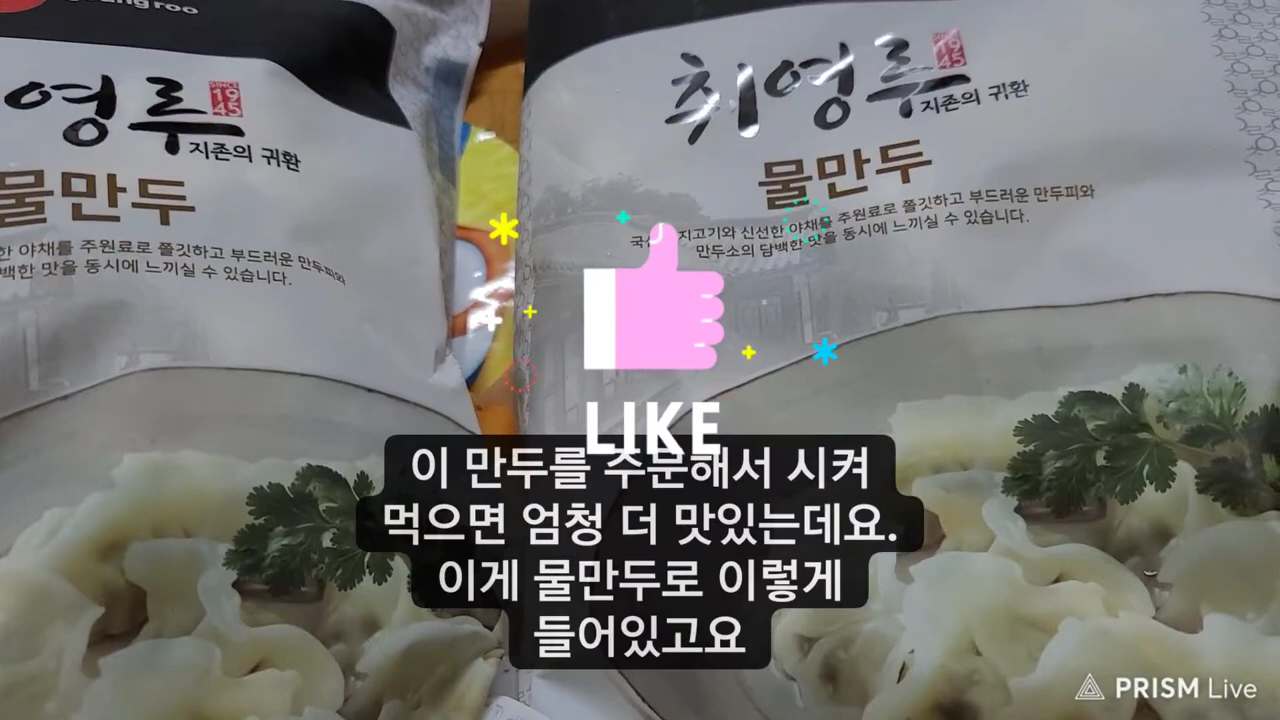 영루
SINCE
1945
지존의 귀환
물만두
한 야채를 주원료로 쫄깃하고 부드러운 만두피와
백한 맛을 동시에 느끼실 수 있습니다.
취영루
1945
지존의 귀환
물만두
지고기와 신선한 야채를 주원료로 쫄깃하고 부드러운 만두피와
만두소의 담백한 맛을 동시에 느끼실 수 있습니다.
LIKE
이 만두를 주문해서 시켜
먹으면 엄청 더 맛있는데요.
이게 물만두로 이렇게
들어있고요
PRISM Live